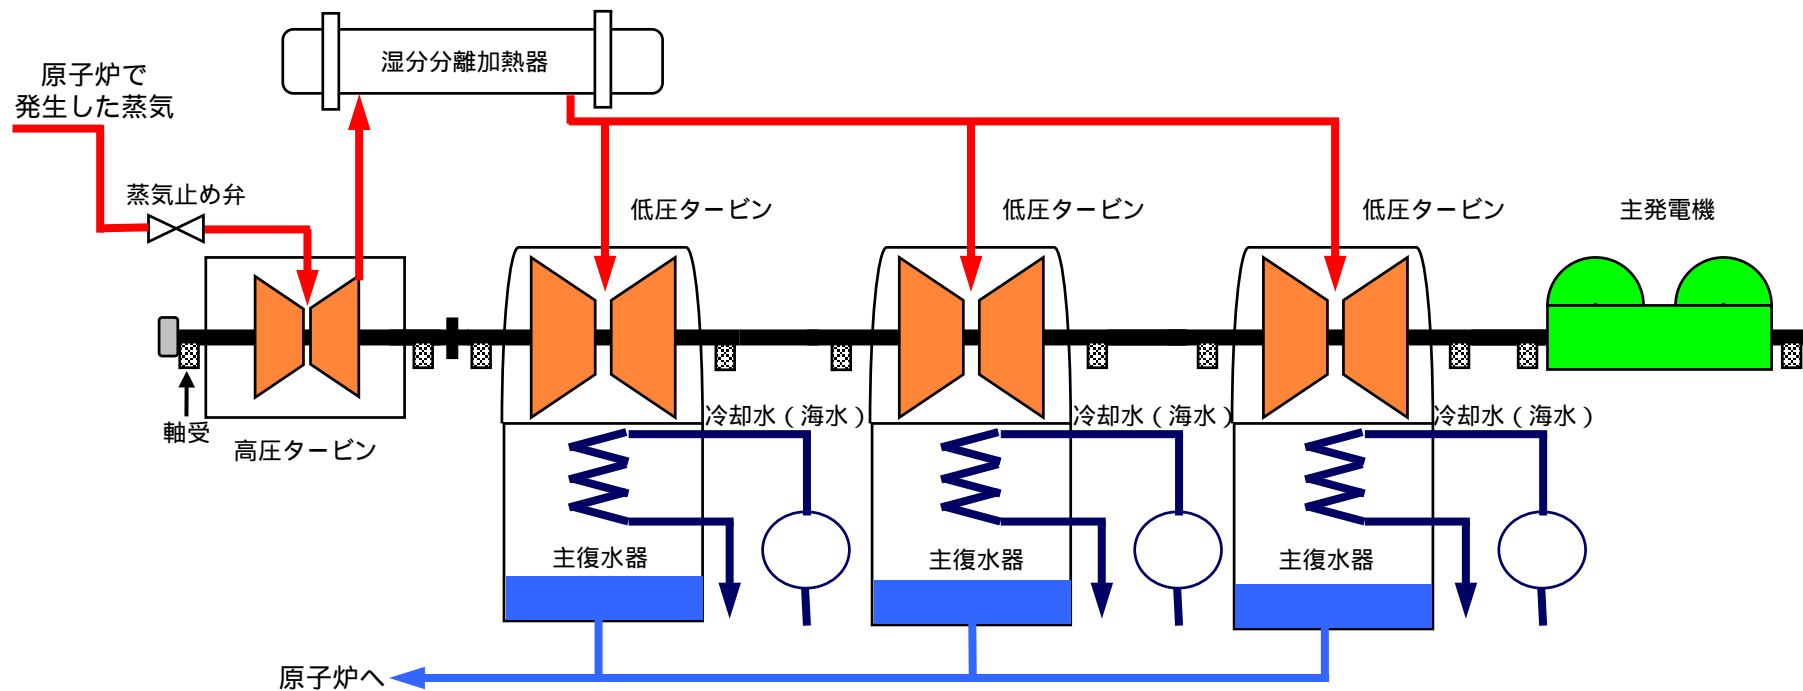 湿分分離加熱器
原子炉で
発生した蒸気
蒸気止め弁
低圧タービン
低圧タービン
低圧タービン
主発電機
軸受
高圧タービン
冷却水（海水）
冷却水（海水）
冷却水（海水）
主復水器
主復水器
主復水器
原子炉へ